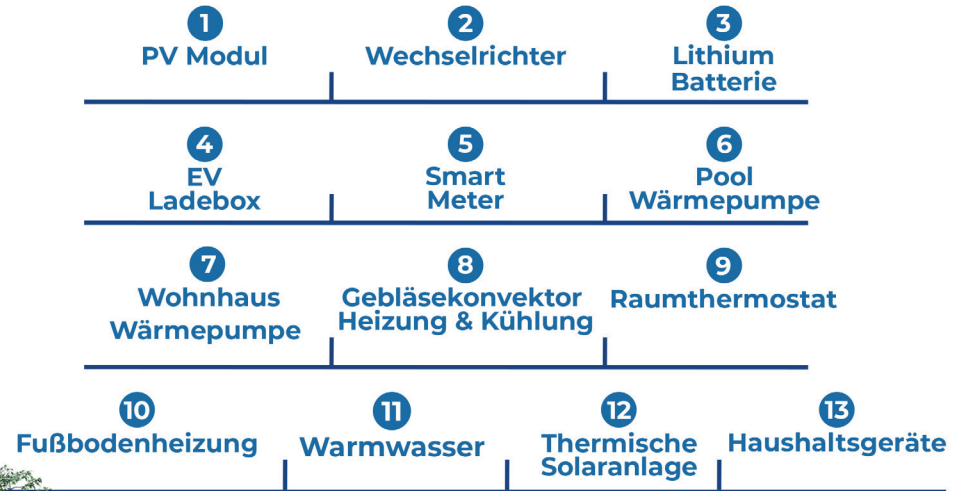 1 2 3
PV Modul Wechselrichter Lithium
Batterie
4 5 6
EV Smart Pool
Ladebox Meter Wärmepumpe
7 8 9
Wohnhaus Gebläsekonvektor Raumthermostat
Wärmepumpe Heizung & Kühlung
10 11 12 13
Fußbodenheizung Warmwasser Thermische Haushaltsgeräte
Solaranlage